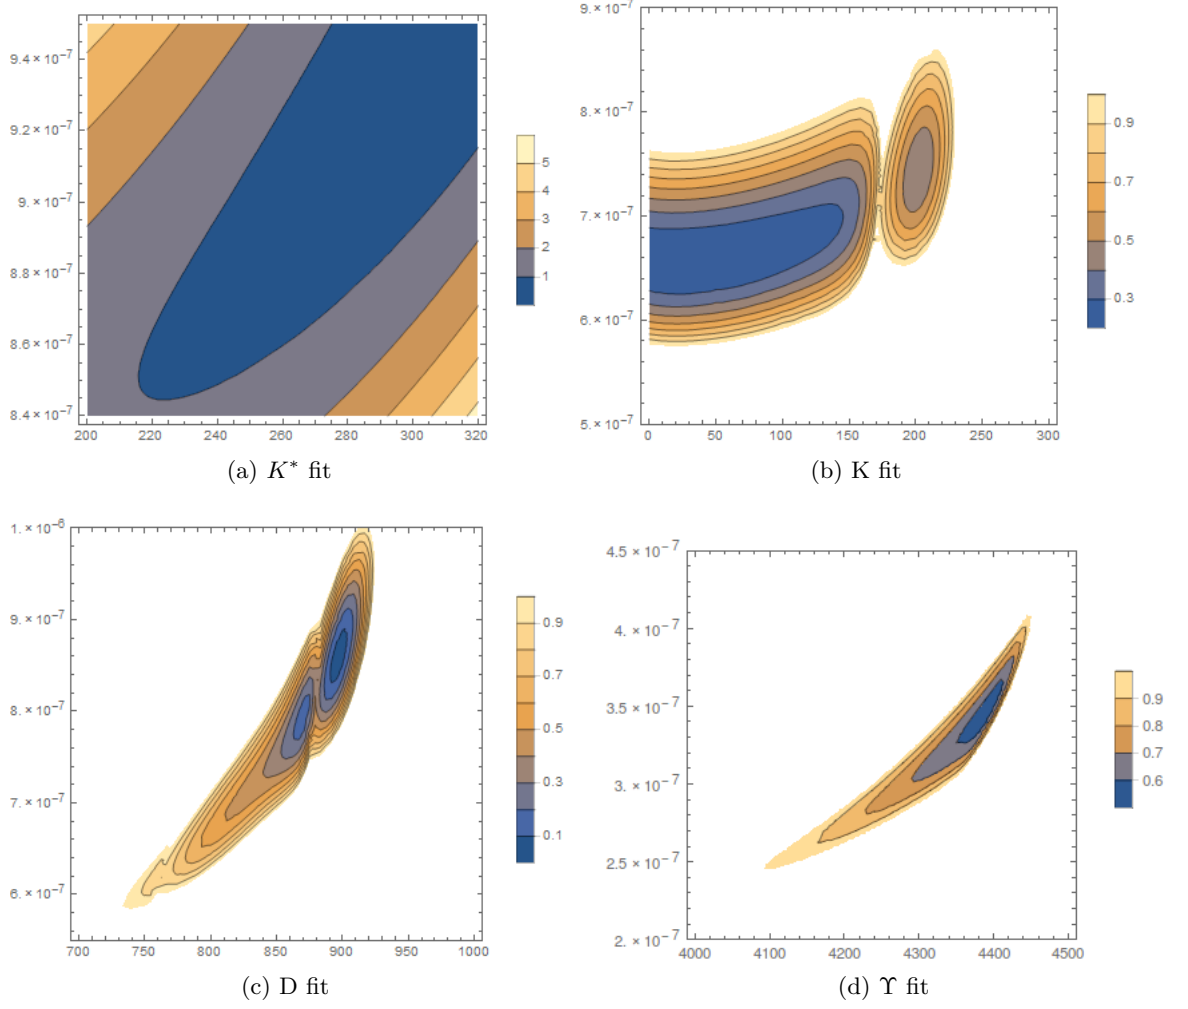 9.4 × 10⁻⁷
9.2 × 10⁻⁷
9. × 10⁻⁷
8.8 × 10⁻⁷
8.6 × 10⁻⁷
8.4 × 10⁻⁷
200 220 240 260 280 300 320
5
4
3
2
1
(a) K* fit
9. × 10⁻⁷
8. × 10⁻⁷
7. × 10⁻⁷
6. × 10⁻⁷
5. × 10⁻⁷
0 50 100 150 200 250 300
0.9
0.7
0.5
0.3
(b) K fit
1. × 10⁻⁶
9. × 10⁻⁷
8. × 10⁻⁷
7. × 10⁻⁷
6. × 10⁻⁷
700 750 800 850 900 950 1000
0.9
0.7
0.5
0.3
0.1
(c) D fit
4.5 × 10⁻⁷
4. × 10⁻⁷
3.5 × 10⁻⁷
3. × 10⁻⁷
2.5 × 10⁻⁷
2. × 10⁻⁷
4000 4100 4200 4300 4400 4500
0.9
0.8
0.7
0.6
(d) ϒ fit